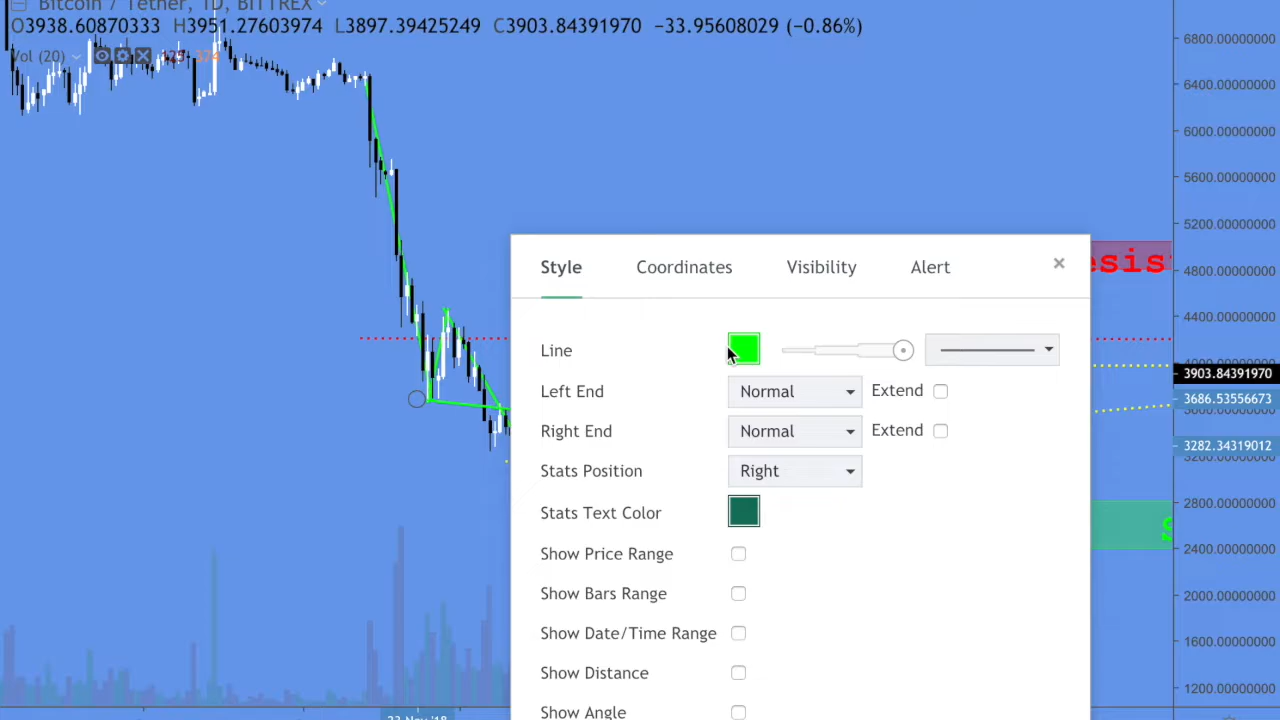 Bitcoin / Tether, 1D, BITTREX
O3938.60870333 H3951.27603974 L3897.39425249 C3903.84391970 −33.95608029 (−0.86%)
Vol (20)
6800.00000000
6400.00000000
6000.00000000
5600.00000000
5200.00000000
4800.00000000
4400.00000000
3903.84391970
3686.53556673
3282.34319012
2800.00000000
2400.00000000
2000.00000000
1600.00000000
1200.00000000
Style Coordinates Visibility Alert
Line
Left End Normal Extend
Right End Normal Extend
Stats Position Right
Stats Text Color
Show Price Range
Show Bars Range
Show Date/Time Range
Show Distance
Show Angle
esis
23 Nov '18